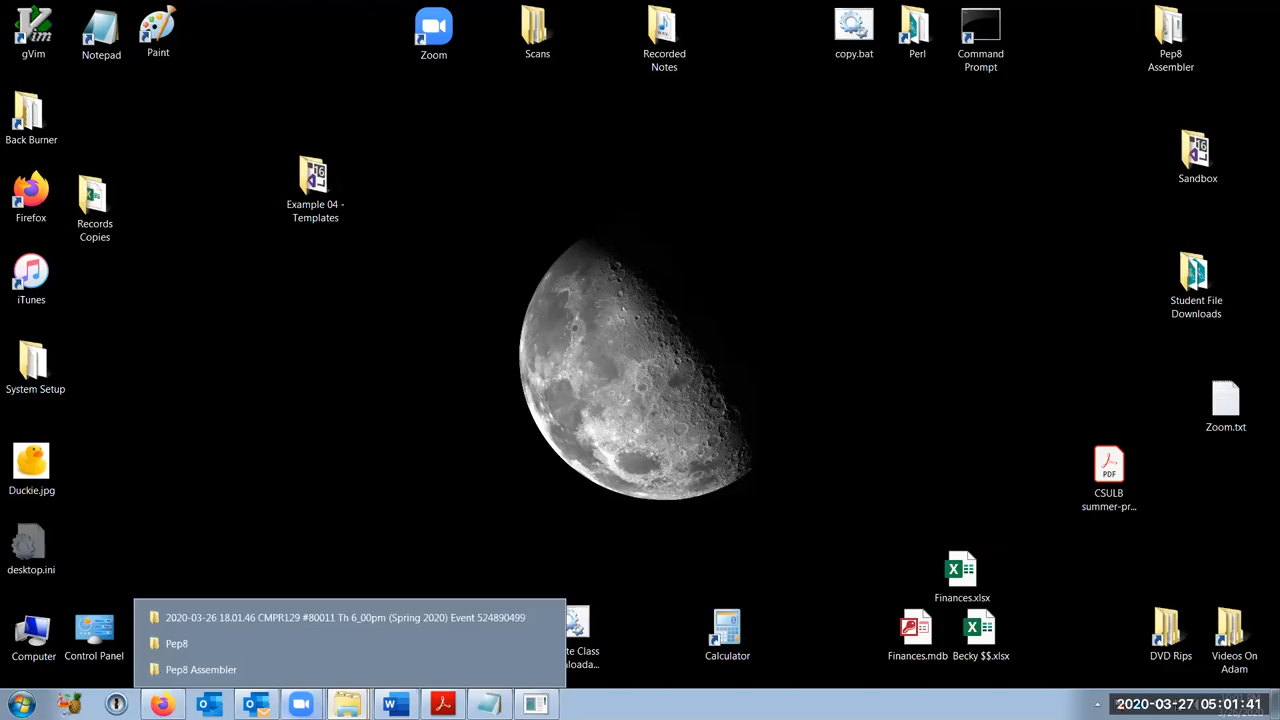 gVim
Notepad
Paint
Zoom
Scans
Recorded
Notes
copy.bat
Perl
Command
Prompt
Pep8
Assembler
Back Burner
Sandbox
Firefox
Records
Copies
Example 04 -
Templates
iTunes
Student File
Downloads
System Setup
Zoom.txt
Duckie.jpg
PDF
CSULB
summer-pr...
desktop.ini
Finances.xlsx
2020-03-26 18.01.46 CMPR129 #80011 Th 6_00pm (Spring 2020) Event 524890499
Pep8
Pep8 Assembler
Computer
Control Panel
te Class
nloada...
Calculator
Finances.mdb
Becky $$.xlsx
DVD Rips
Videos On
Adam
2020-03-27 05:01:41